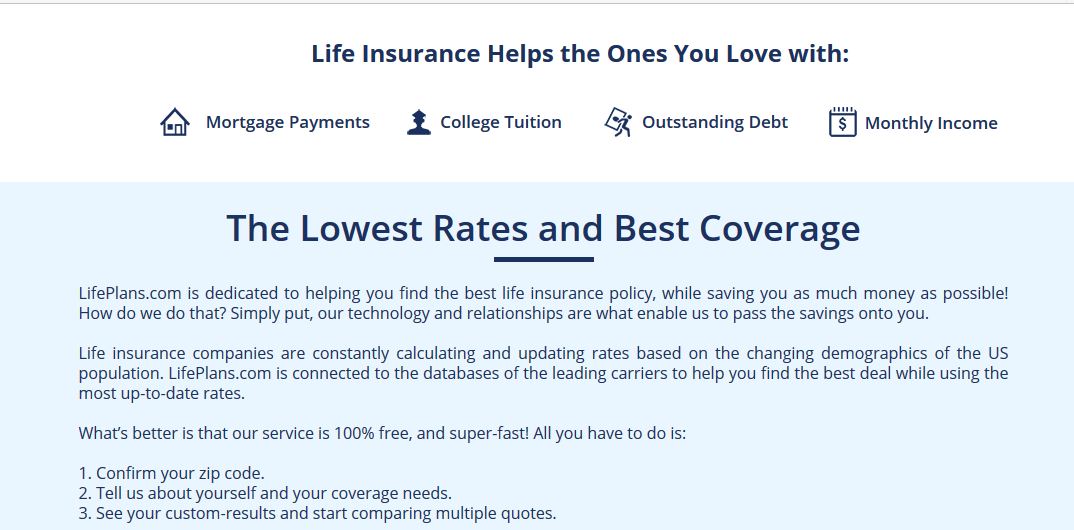 Life Insurance Helps the Ones You Love with:
Mortgage Payments College Tuition Outstanding Debt Monthly Income
The Lowest Rates and Best Coverage
LifePlans.com is dedicated to helping you find the best life insurance policy, while saving you as much money as possible!
How do we do that? Simply put, our technology and relationships are what enable us to pass the savings onto you.
Life insurance companies are constantly calculating and updating rates based on the changing demographics of the US
population. LifePlans.com is connected to the databases of the leading carriers to help you find the best deal while using the
most up-to-date rates.
What’s better is that our service is 100% free, and super-fast! All you have to do is:
1. Confirm your zip code.
2. Tell us about yourself and your coverage needs.
3. See your custom-results and start comparing multiple quotes.